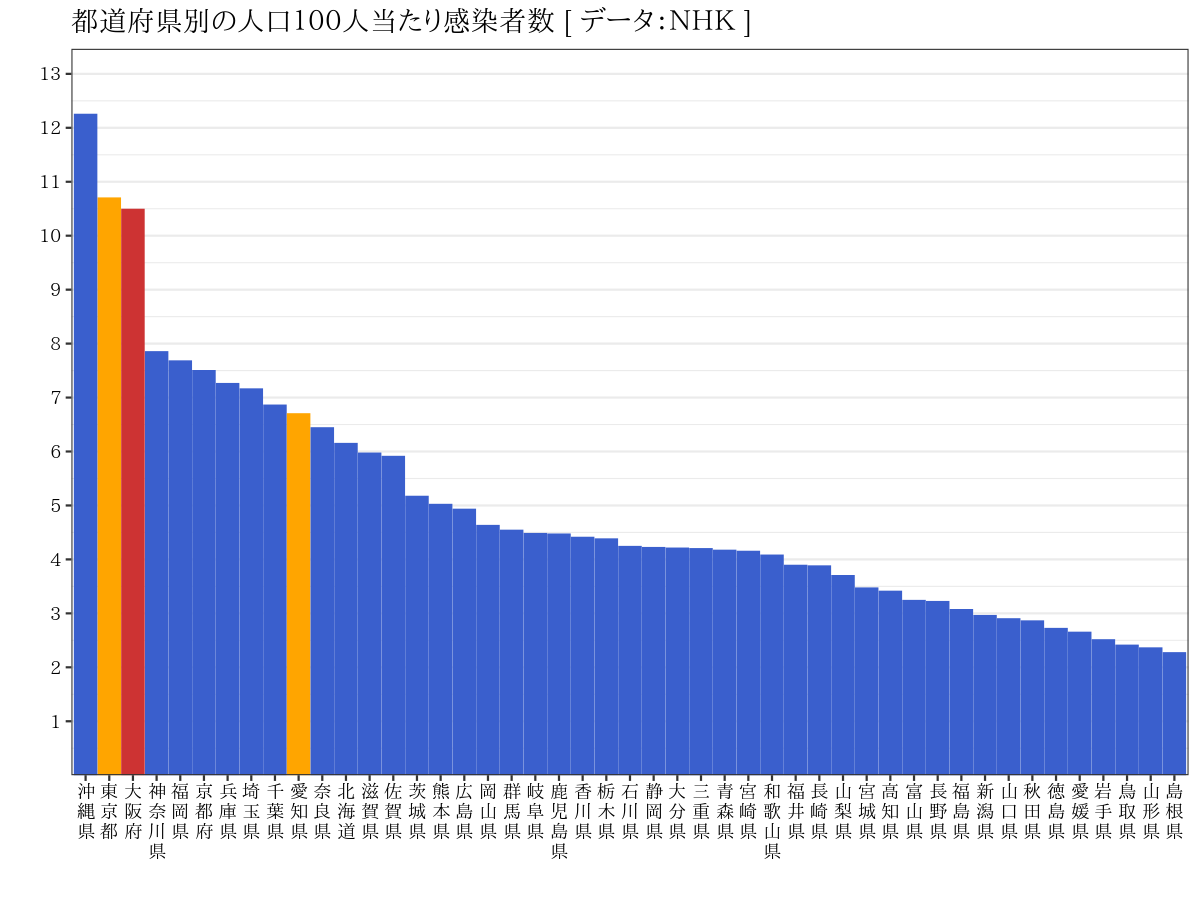 都道府県別の人口100人当たり感染者数 [ データ：NHK ]
13
12
11
10
9
8
7
6
5
4
3
2
1
沖縄県
東京都
大阪府
神奈川県
福岡県
京都府
兵庫県
埼玉県
千葉県
愛知県
奈良県
北海道
滋賀県
佐賀県
茨城県
熊本県
広島県
岡山県
群馬県
岐阜県
鹿児島県
香川県
栃木県
石川県
静岡県
大分県
三重県
青森県
宮崎県
和歌山県
福井県
長崎県
山梨県
宮城県
高知県
富山県
長野県
福島県
新潟県
山口県
秋田県
徳島県
愛媛県
岩手県
鳥取県
山形県
島根県